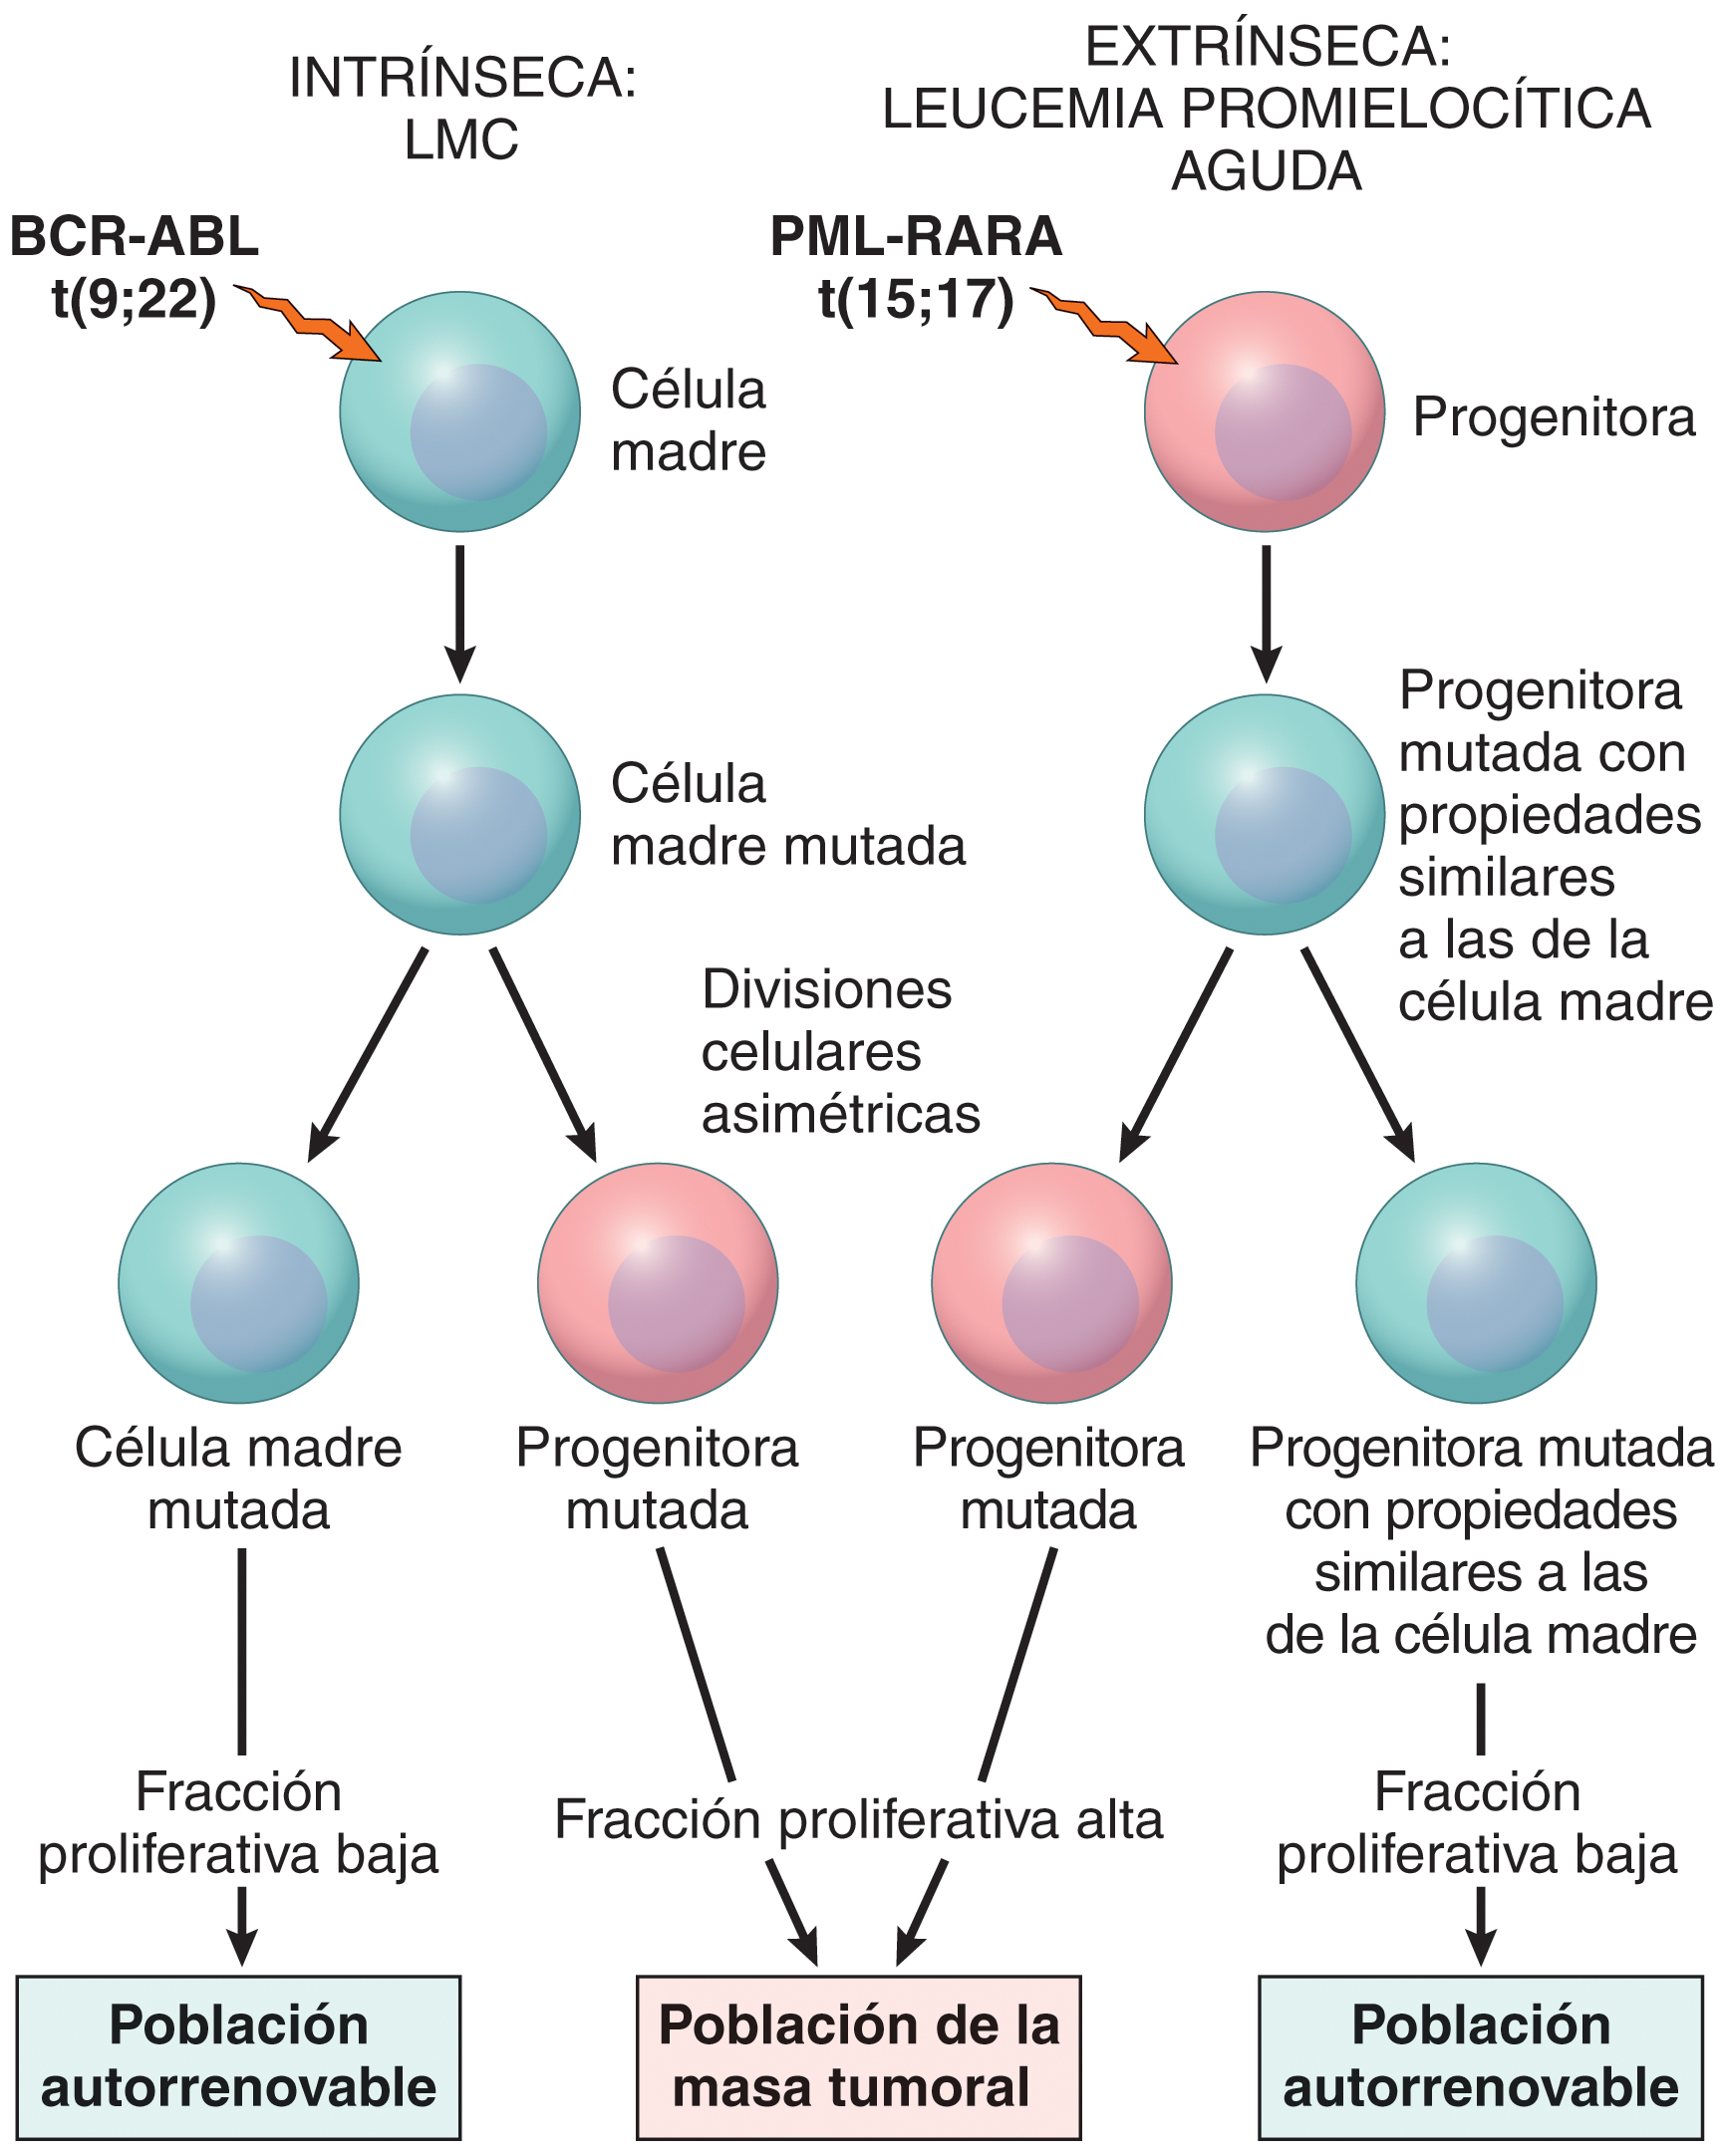 INTRÍNSECA:
LMC
EXTRÍNSECA:
LEUCEMIA PROMIELOCÍTICA
AGUDA
BCR-ABL
t(9;22)
PML-RARA
t(15;17)
Célula
madre
Progenitora
Célula
madre mutada
Progenitora
mutada con
propiedades
similares
a las de la
célula madre
Divisiones
celulares
asimétricas
Célula madre
mutada
Progenitora
mutada
Progenitora
mutada
Progenitora mutada
con propiedades
similares a las
de la célula madre
Fracción
proliferativa baja
Fracción proliferativa alta
Fracción
proliferativa baja
Población
autorrenovable
Población de la
masa tumoral
Población
autorrenovable